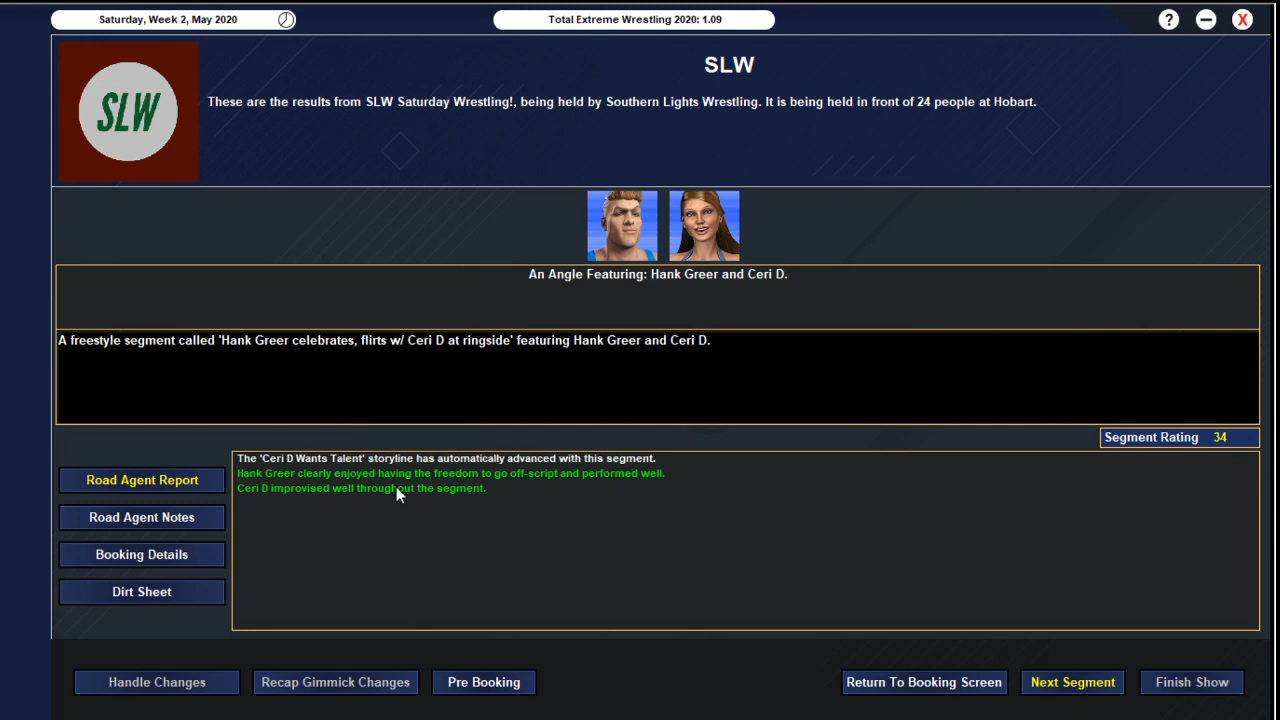 Saturday, Week 2, May 2020
Total Extreme Wrestling 2020: 1.09
? X
SLW
SLW
These are the results from SLW Saturday Wrestling!, being held by Southern Lights Wrestling. It is being held in front of 24 people at Hobart.
An Angle Featuring: Hank Greer and Ceri D.
A freestyle segment called 'Hank Greer celebrates, flirts w/ Ceri D at ringside' featuring Hank Greer and Ceri D.
Segment Rating 34
The 'Ceri D Wants Talent' storyline has automatically advanced with this segment.
Hank Greer clearly enjoyed having the freedom to go off-script and performed well.
Ceri D improvised well throughout the segment.
Road Agent Report
Road Agent Notes
Booking Details
Dirt Sheet
Handle Changes
Recap Gimmick Changes
Pre Booking
Return To Booking Screen
Next Segment
Finish Show